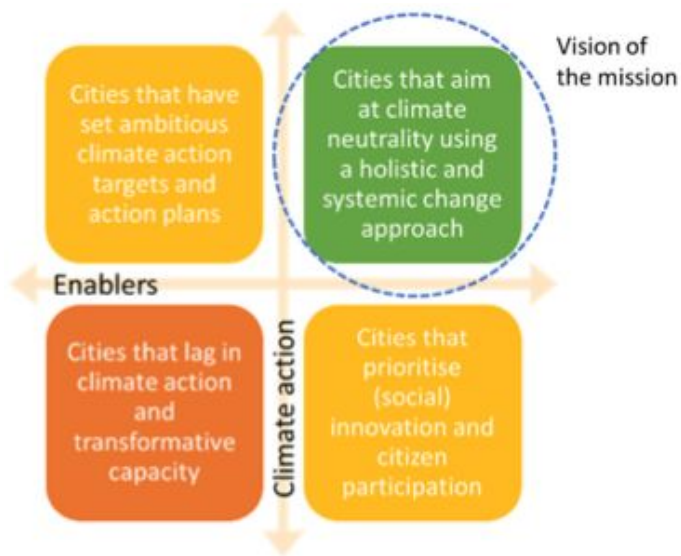 Cities that have
set ambitious
climate action
targets and
action plans
Cities that aim
at climate
neutrality using
a holistic and
systemic change
approach
Vision of
the mission
Enablers
Climate action
Cities that lag in
climate action
and
transformative
capacity
Cities that
prioritise
(social)
innovation and
citizen
participation